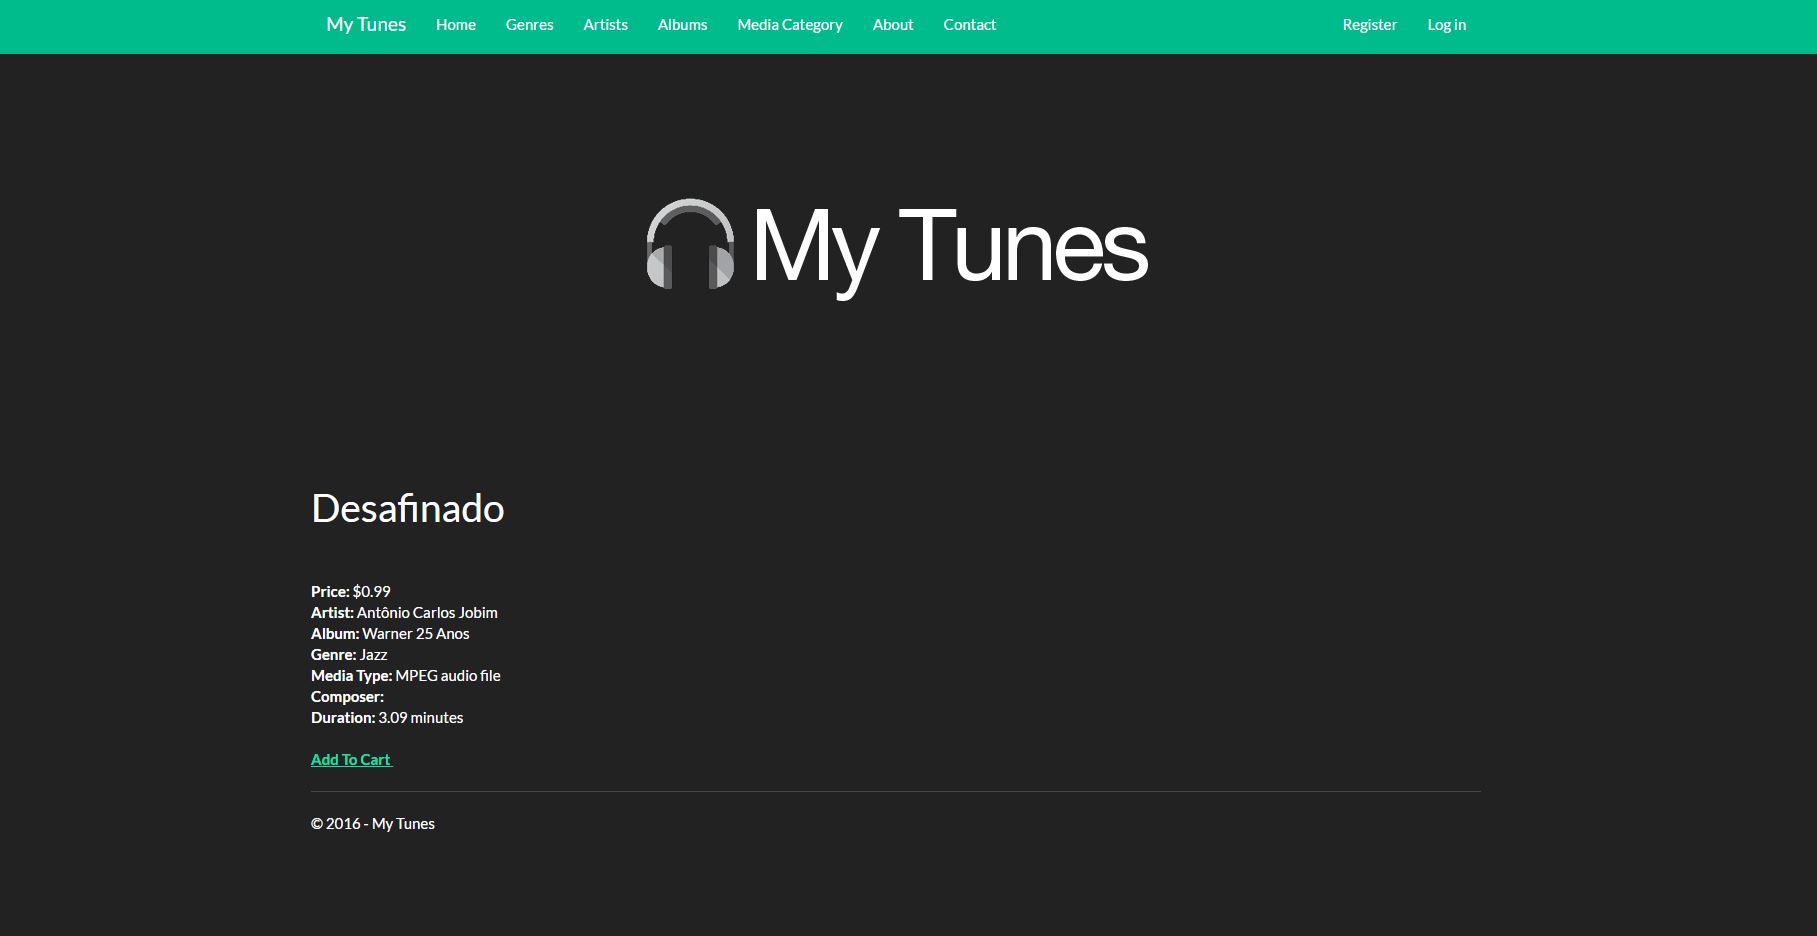 My Tunes Home Genres Artists Albums Media Category About Contact Register Log in
My Tunes
Desafinado
Price: $0.99
Artist: Antônio Carlos Jobim
Album: Warner 25 Anos
Genre: Jazz
Media Type: MPEG audio file
Composer:
Duration: 3.09 minutes
Add To Cart
© 2016 - My Tunes